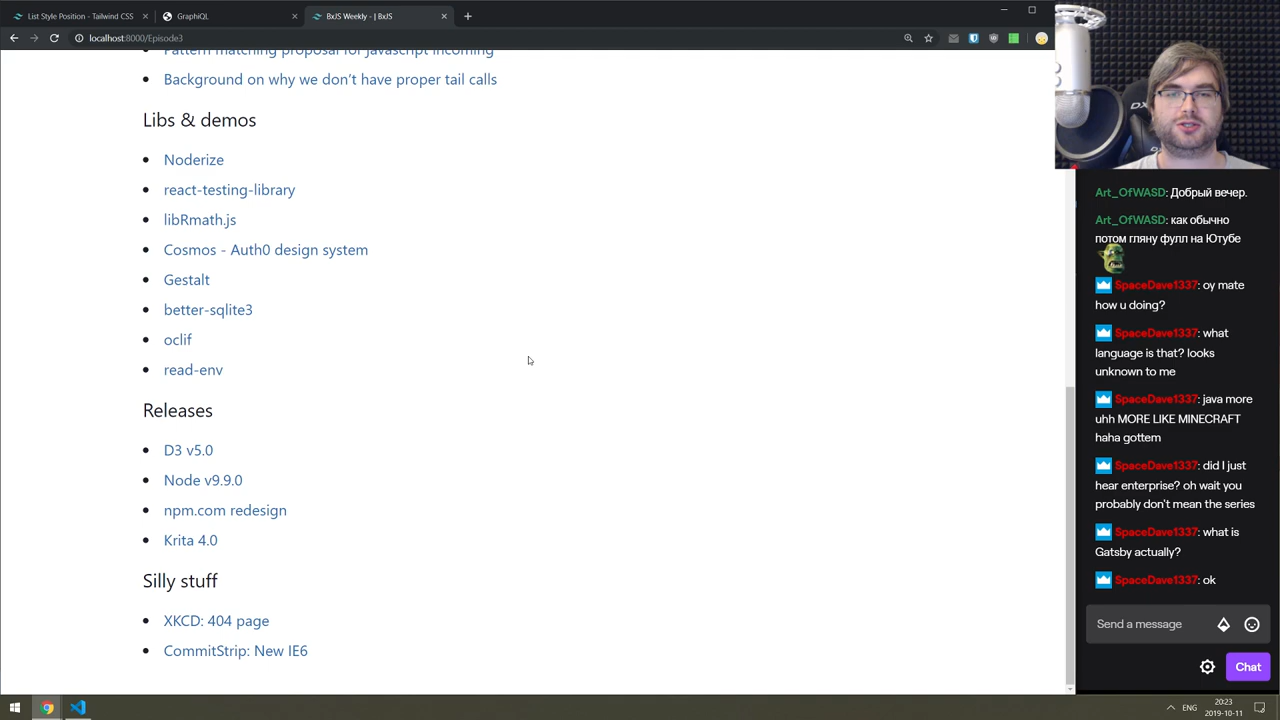 List Style Position - Tailwind CSS
GraphiQL
BxJS Weekly - | BxJS
localhost:8000/Episode3
Pattern matching proposal for javascript incoming
Background on why we don't have proper tail calls
Libs & demos
Noderize
react-testing-library
libRmath.js
Cosmos - Auth0 design system
Gestalt
better-sqlite3
oclif
read-env
Releases
D3 v5.0
Node v9.9.0
npm.com redesign
Krita 4.0
Silly stuff
XKCD: 404 page
CommitStrip: New IE6
Art_OfWASD: Добрый вечер.
Art_OfWASD: как обычно
потом гляну фулл на Ютубе
SpaceDave1337: oy mate
how u doing?
SpaceDave1337: what
language is that? looks
unknown to me
SpaceDave1337: java more
uhh MORE LIKE MINECRAFT
haha gottem
SpaceDave1337: did I just
hear enterprise? oh wait you
probably don't mean the series
SpaceDave1337: what is
Gatsby actually?
SpaceDave1337: ok
Send a message
Chat
ENG
20:23
2019-10-11